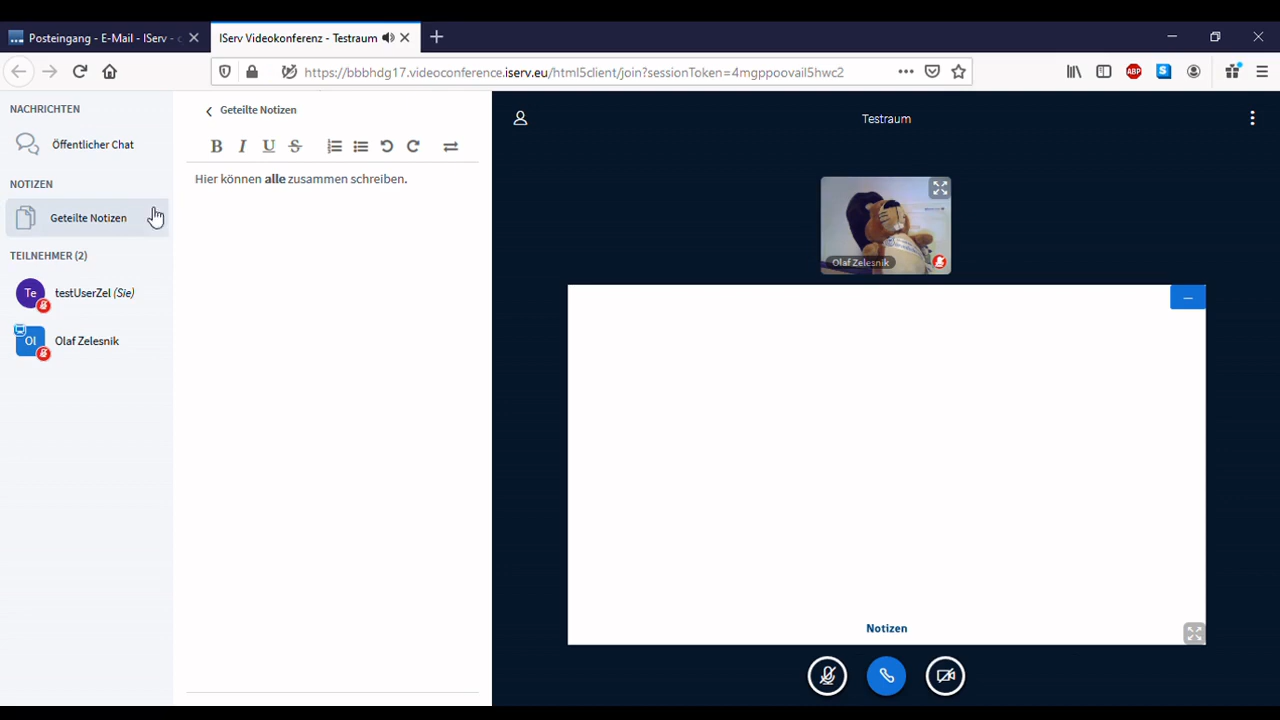 Posteingang - E-Mail - IServ -
IServ Videokonferenz - Testraum
https://bbbhdg17.videoconference.iserv.eu/html5client/join?sessionToken=4mgppoovail5hwc2
ABP
S
NACHRICHTEN
Öffentlicher Chat
NOTIZEN
Geteilte Notizen
TEILNEHMER (2)
Te
testUserZel (Sie)
Ol
Olaf Zelesnik
Geteilte Notizen
B I U S
Hier können alle zusammen schreiben.
Testraum
Olaf Zelesnik
Notizen